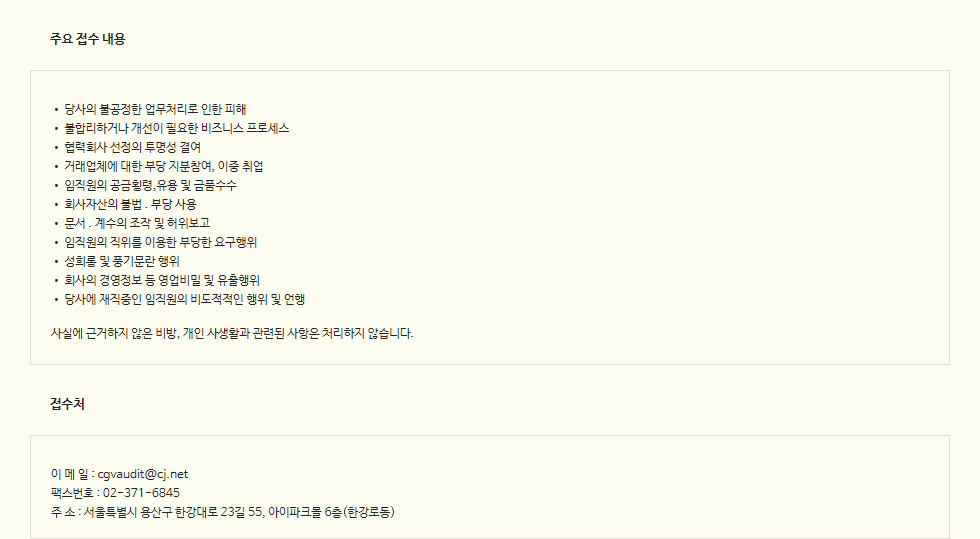 주요 접수 내용
• 당사의 불공정한 업무처리로 인한 피해
• 불합리하거나 개선이 필요한 비즈니스 프로세스
• 협력회사 선정의 투명성 결여
• 거래업체에 대한 부당 지분참여, 이중 취업
• 임직원의 공금횡령,유용 및 금품수수
• 회사자산의 불법 . 부당 사용
• 문서 . 계수의 조작 및 허위보고
• 임직원의 직위를 이용한 부당한 요구행위
• 성희롱 및 풍기문란 행위
• 회사의 경영정보 등 영업비밀 및 유출행위
• 당사에 재직중인 임직원의 비도적적인 행위 및 언행
사실에 근거하지 않은 비방, 개인 사생활과 관련된 사항은 처리하지 않습니다.
접수처
이 메 일 : cgvaudit@cj.net
팩스번호 : 02-371-6845
주 소 : 서울특별시 용산구 한강대로 23길 55, 아이파크몰 6층(한강로동)